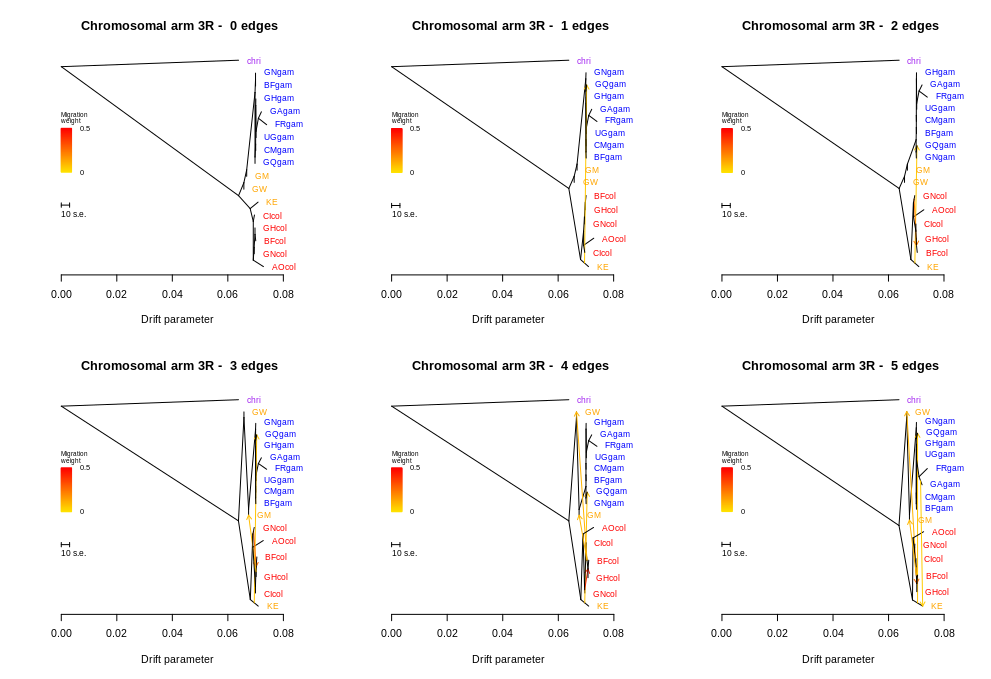 Chromosomal arm 3R -  0 edges
chri
GNgam
BFgam
GHgam
GAgam
FRgam
UGgam
CMgam
GQgam
GM
GW
KE
CIcol
GHcol
BFcol
GNcol
AOcol
Migration
weight
0.5
0
10 s.e.
0.00 0.02 0.04 0.06 0.08
Drift parameter
Chromosomal arm 3R -  1 edges
chri
GNgam
GQgam
GHgam
GAgam
FRgam
UGgam
CMgam
BFgam
GM
GW
BFcol
GHcol
GNcol
AOcol
CIcol
KE
Migration
weight
0.5
0
10 s.e.
0.00 0.02 0.04 0.06 0.08
Drift parameter
Chromosomal arm 3R -  2 edges
chri
GHgam
GAgam
FRgam
UGgam
CMgam
BFgam
GQgam
GNgam
GM
GW
GNcol
AOcol
CIcol
GHcol
BFcol
KE
Migration
weight
0.5
0
10 s.e.
0.00 0.02 0.04 0.06 0.08
Drift parameter
Chromosomal arm 3R -  3 edges
chri
GW
GNgam
GQgam
GHgam
GAgam
FRgam
UGgam
CMgam
BFgam
GM
GNcol
AOcol
BFcol
GHcol
CIcol
KE
Migration
weight
0.5
0
10 s.e.
0.00 0.02 0.04 0.06 0.08
Drift parameter
Chromosomal arm 3R -  4 edges
chri
GW
GHgam
GAgam
FRgam
UGgam
CMgam
BFgam
GQgam
GNgam
GM
AOcol
CIcol
BFcol
GHcol
GNcol
KE
Migration
weight
0.5
0
10 s.e.
0.00 0.02 0.04 0.06 0.08
Drift parameter
Chromosomal arm 3R -  5 edges
chri
GW
GNgam
GQgam
GHgam
UGgam
FRgam
GAgam
CMgam
BFgam
GM
AOcol
GNcol
CIcol
BFcol
GHcol
KE
Migration
weight
0.5
0
10 s.e.
0.00 0.02 0.04 0.06 0.08
Drift parameter